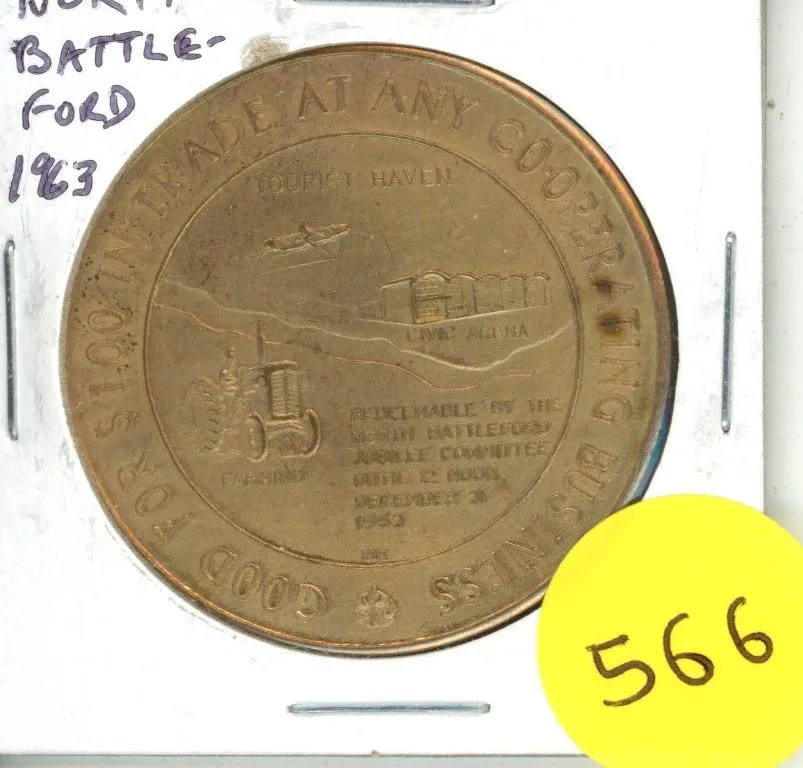 NORTH
BATTLE-
FORD
1963
GOOD FOR $1.00 IN TRADE AT ANY CO-OPERATING BUSINESS
TOURIST HAVEN
CIVIC ARENA
FARMING
REDEEMABLE BY THE
NORTH BATTLEFORD
JUBILEE COMMITTEE
UNTIL 12 NOON,
DECEMBER 31
1963
566